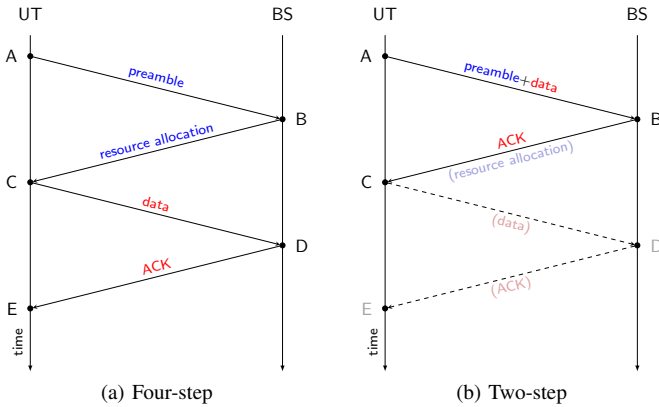 UT
BS
A
preamble
B
resource allocation
C
data
D
ACK
E
time
(a) Four-step
UT
BS
A
preamble+data
B
ACK
(resource allocation)
C
(data)
D
(ACK)
E
time
(b) Two-step